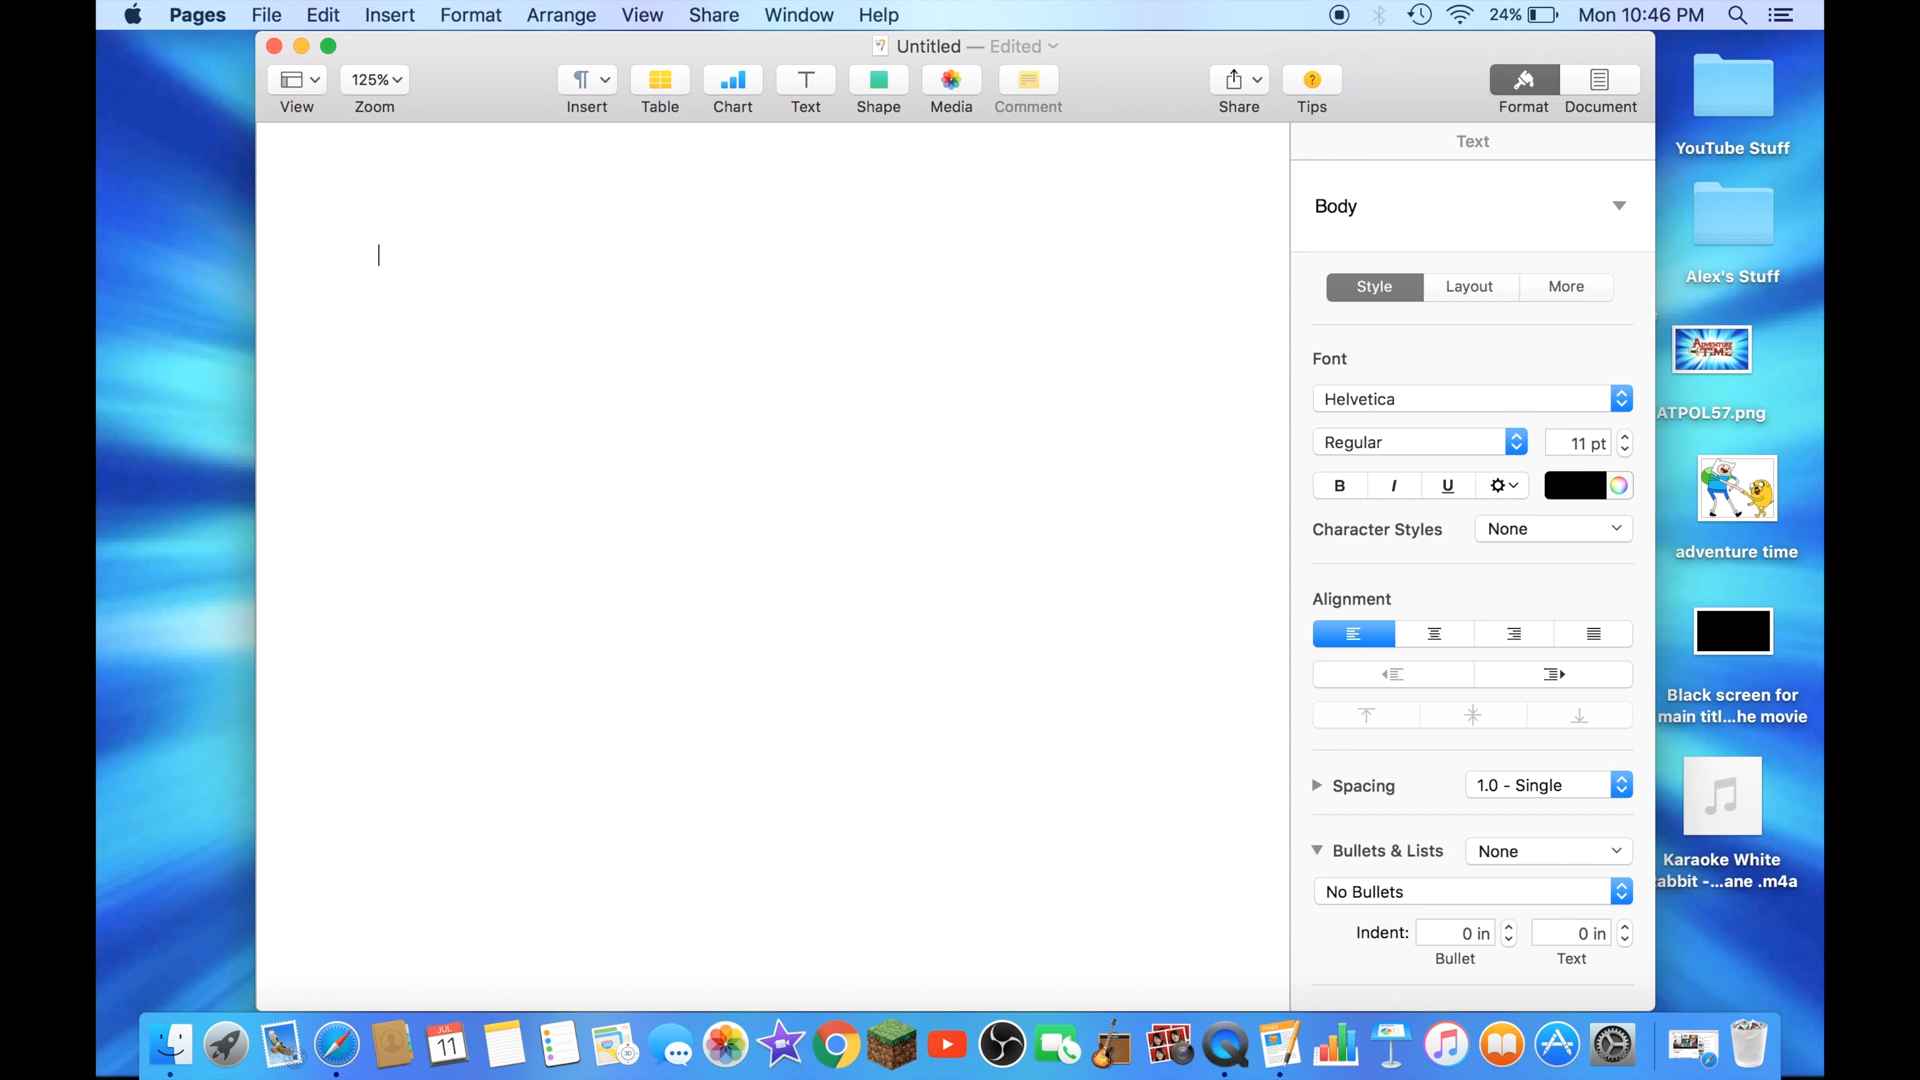 Pages File Edit Insert Format Arrange View Share Window Help 24% Mon 10:46 PM
Untitled — Edited
125%
View Zoom Insert Table Chart Text Shape Media Comment Share Tips Format Document
Text
Body
Style Layout More
Font
Helvetica
Regular 11 pt
B I U
Character Styles None
Alignment
Spacing 1.0 - Single
Bullets & Lists None
No Bullets
Indent: 0 in 0 in
Bullet Text
YouTube Stuff
Alex's Stuff
ADVENTURE
TIME
ATPOL57.png
adventure time
Black screen for
main titl...he movie
Karaoke White
abbit -...ane .m4a
JUL
11